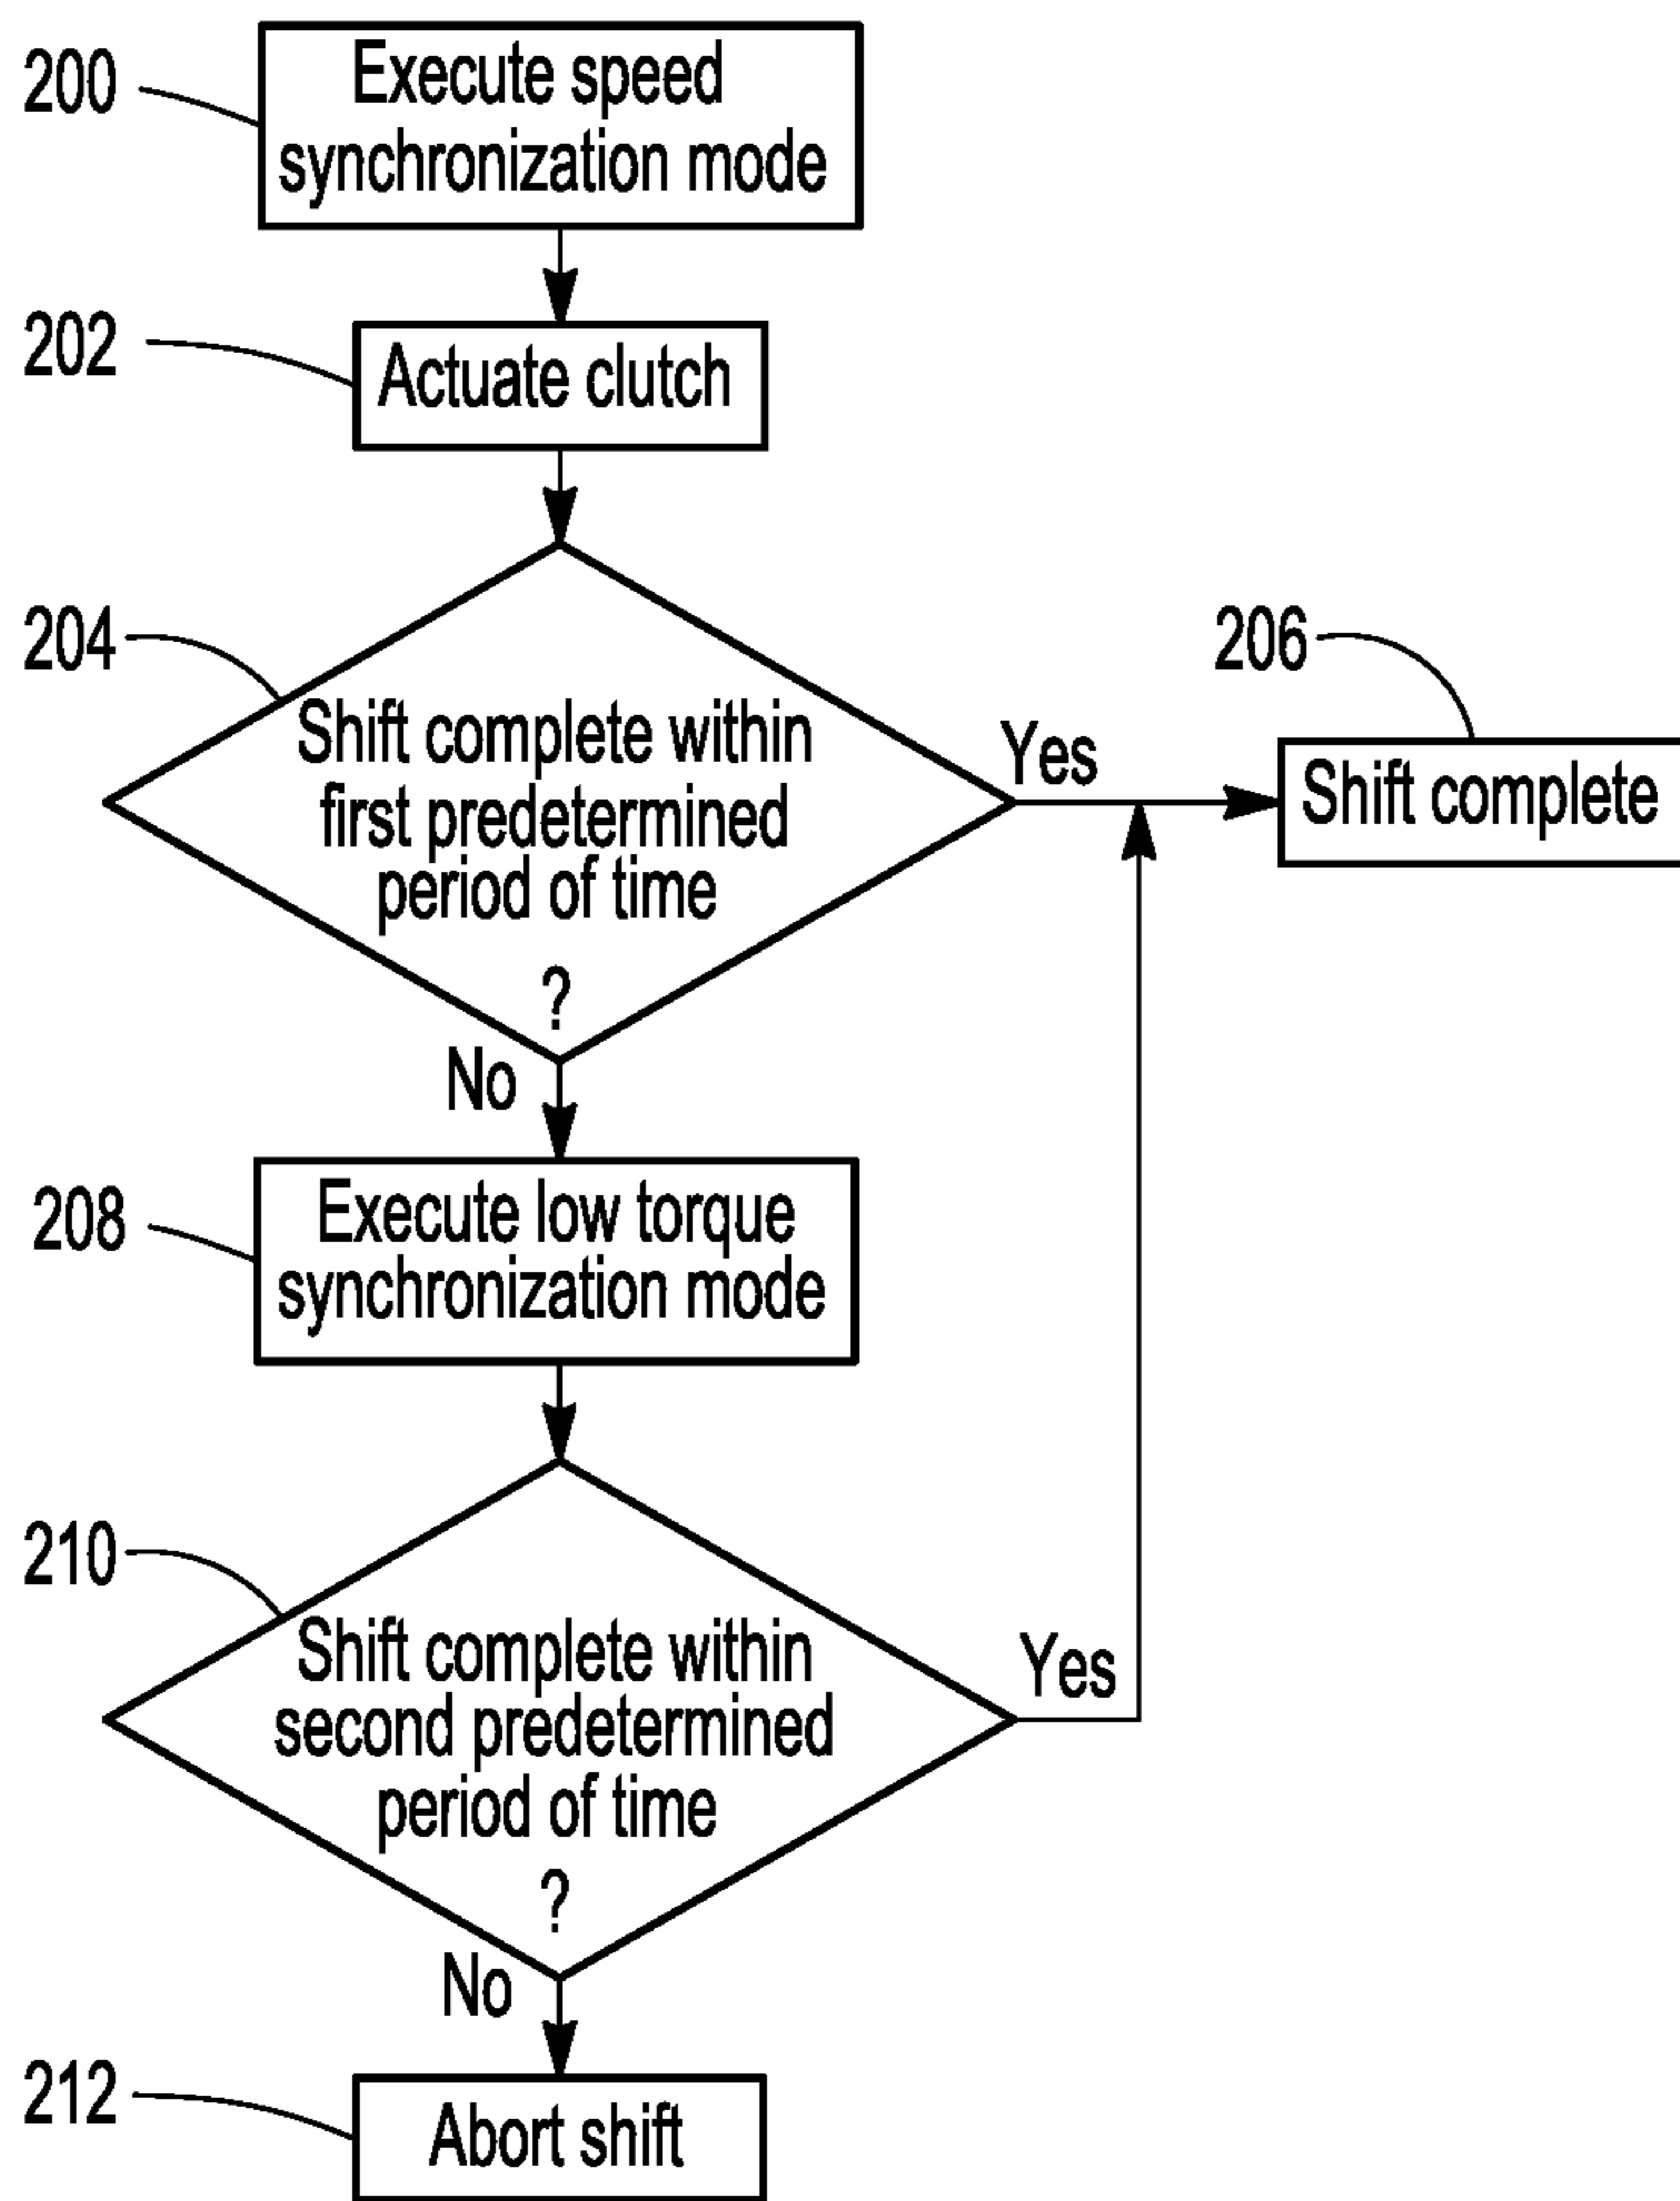 200
Execute speed
synchronization mode
202
Actuate clutch
204
Shift complete within
first predetermined
period of time
?
Yes
206
Shift complete
No
208
Execute low torque
synchronization mode
210
Shift complete within
second predetermined
period of time
?
Yes
No
212
Abort shift